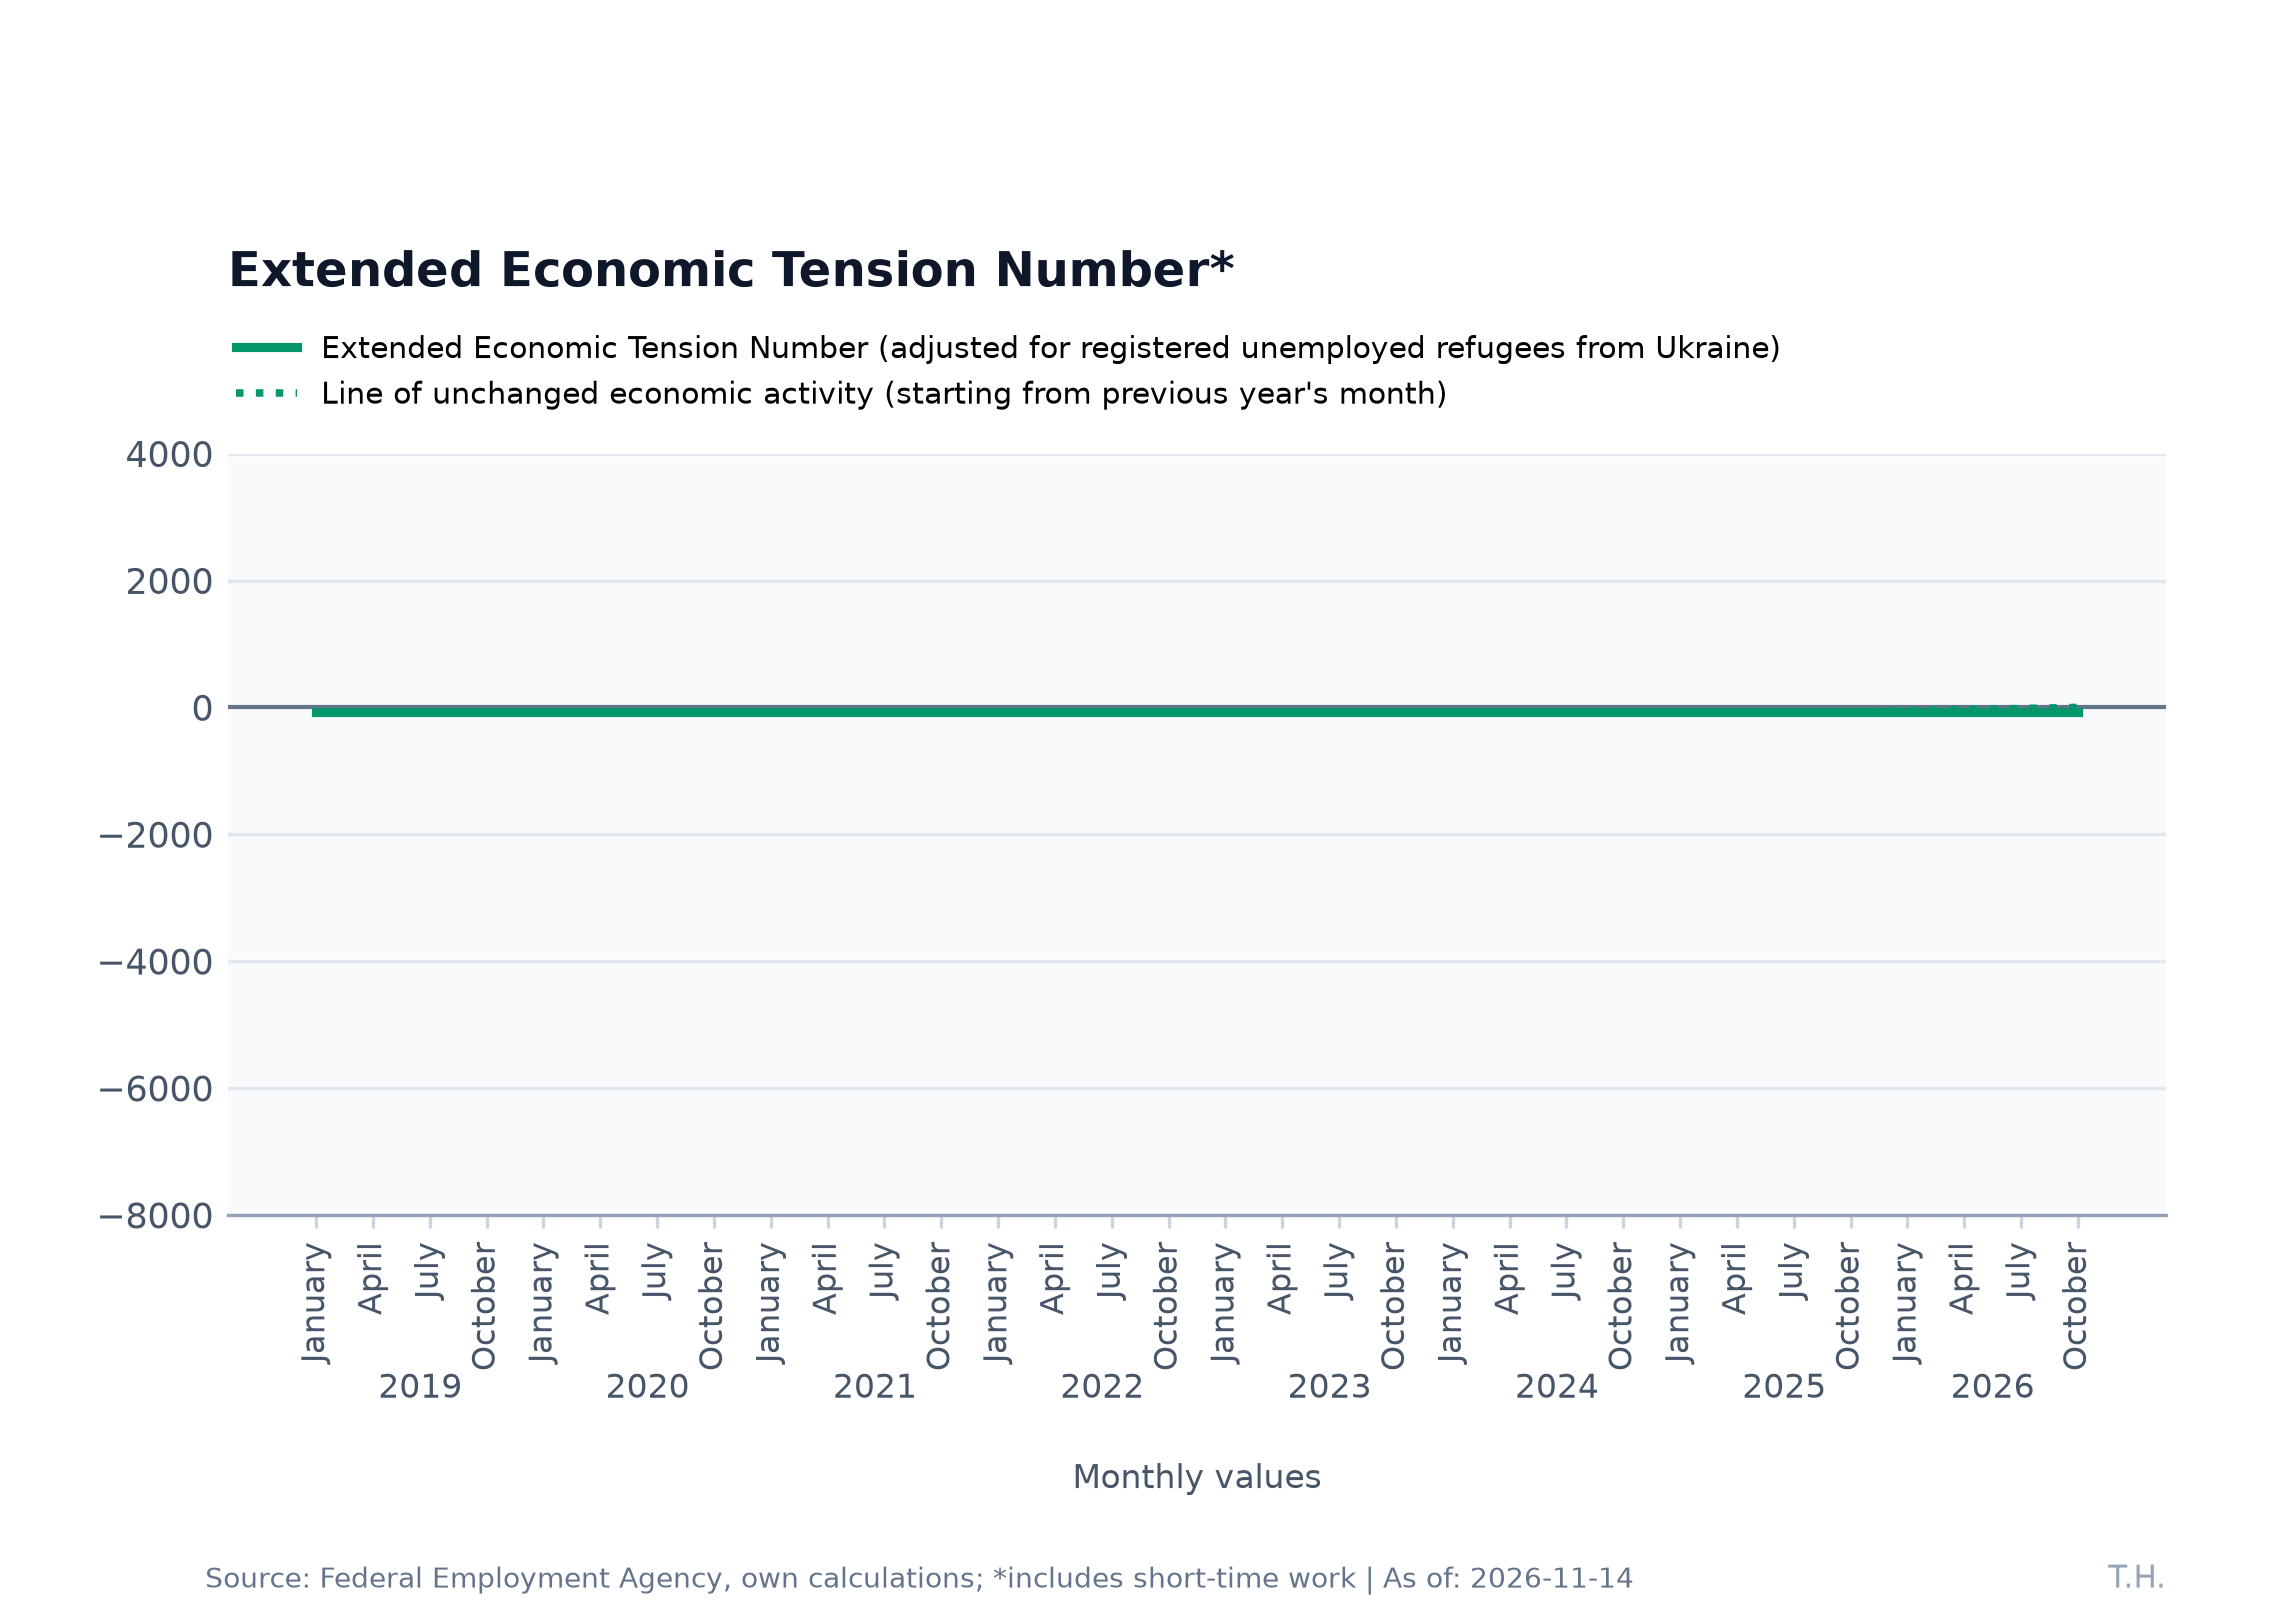 Extended Economic Tension Number*
Extended Economic Tension Number (adjusted for registered unemployed refugees from Ukraine)
Line of unchanged economic activity (starting from previous year's month)
4000
2000
0
−2000
−4000
−6000
−8000
January April July October January April July October January April July October January April July October January April July October January April July October January April July October January April July October
2019 2020 2021 2022 2023 2024 2025 2026
Monthly values
Source: Federal Employment Agency, own calculations; *includes short-time work | As of: 2026-11-14
T.H.